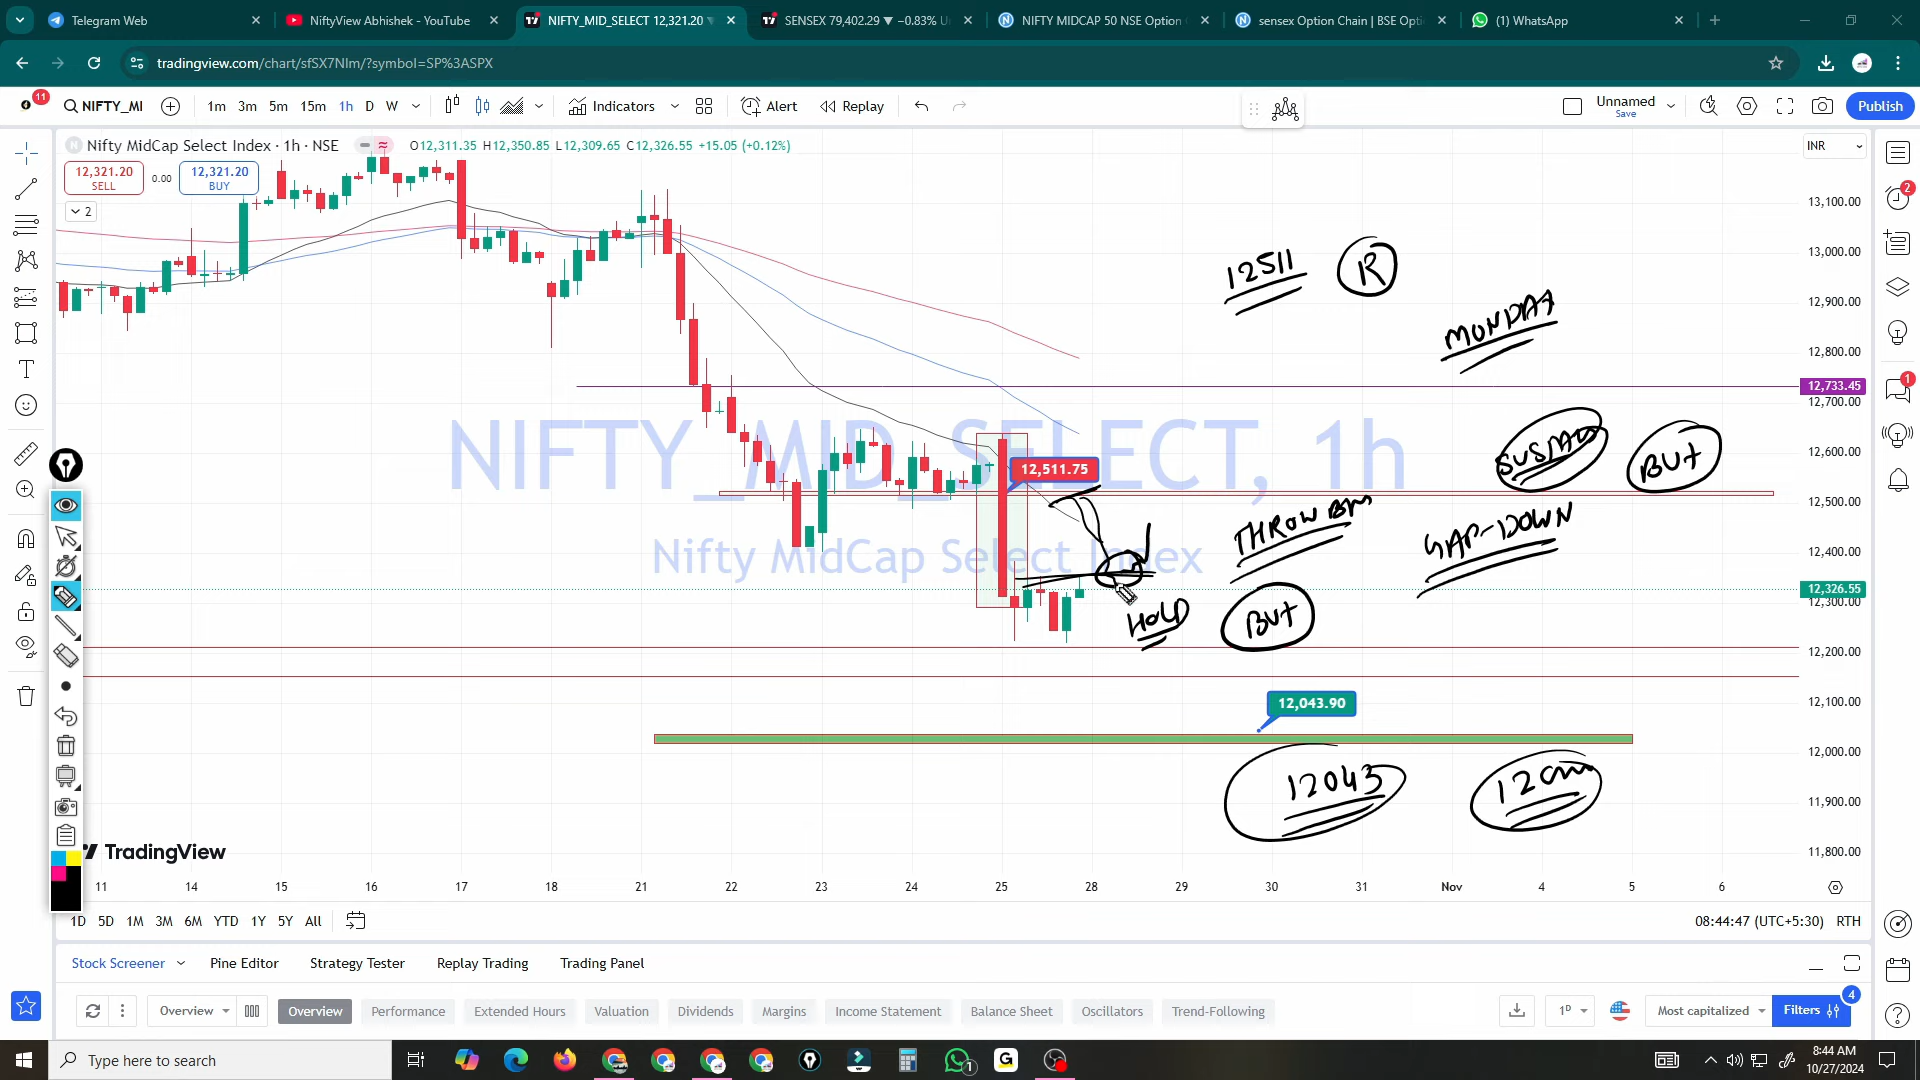 Telegram Web
NiftyView Abhishek - YouTube
NIFTY_MID_SELECT 12,321.20
SENSEX 79,402.29 ▼ −0.83%
NIFTY MIDCAP 50 NSE Option
sensex Option Chain | BSE Opti
(1) WhatsApp
tradingview.com/chart/sfSX7NIm/?symbol=SP%3ASPX
11
NIFTY_MI
1m 3m 5m 15m 1h D W
Indicators
Alert
Replay
Unnamed
Save
Publish
Nifty MidCap Select Index · 1h · NSE
O12,311.35 H12,350.85 L12,309.65 C12,326.55 +15.05 (+0.12%)
INR
12,321.20
SELL
0.00
12,321.20
BUY
2
2
1
NIFTY_MID_SELECT, 1h
Nifty MidCap Select Index
13,100.00
13,000.00
12,900.00
12,800.00
12,733.45
12,700.00
12,600.00
12,500.00
12,400.00
12,326.55
12,300.00
12,200.00
12,100.00
12,000.00
11,900.00
11,800.00
12511 R
MONDAY
BUY
12,511.75
GAP-DOWN
HOLD
BUY
12,043.90
12043
TradingView
11 14 15 16 17 18 21 22 23 24 25 28 29 30 31 Nov 4 5 6
1D 5D 1M 3M 6M YTD 1Y 5Y All
08:44:47 (UTC+5:30) RTH
Stock Screener Pine Editor Strategy Tester Replay Trading Trading Panel
Overview Overview Performance Extended Hours Valuation Dividends Margins Income Statement Balance Sheet Oscillators Trend-Following
1D
Most capitalized
Filters
4
Type here to search
1
8:44 AM
10/27/2024